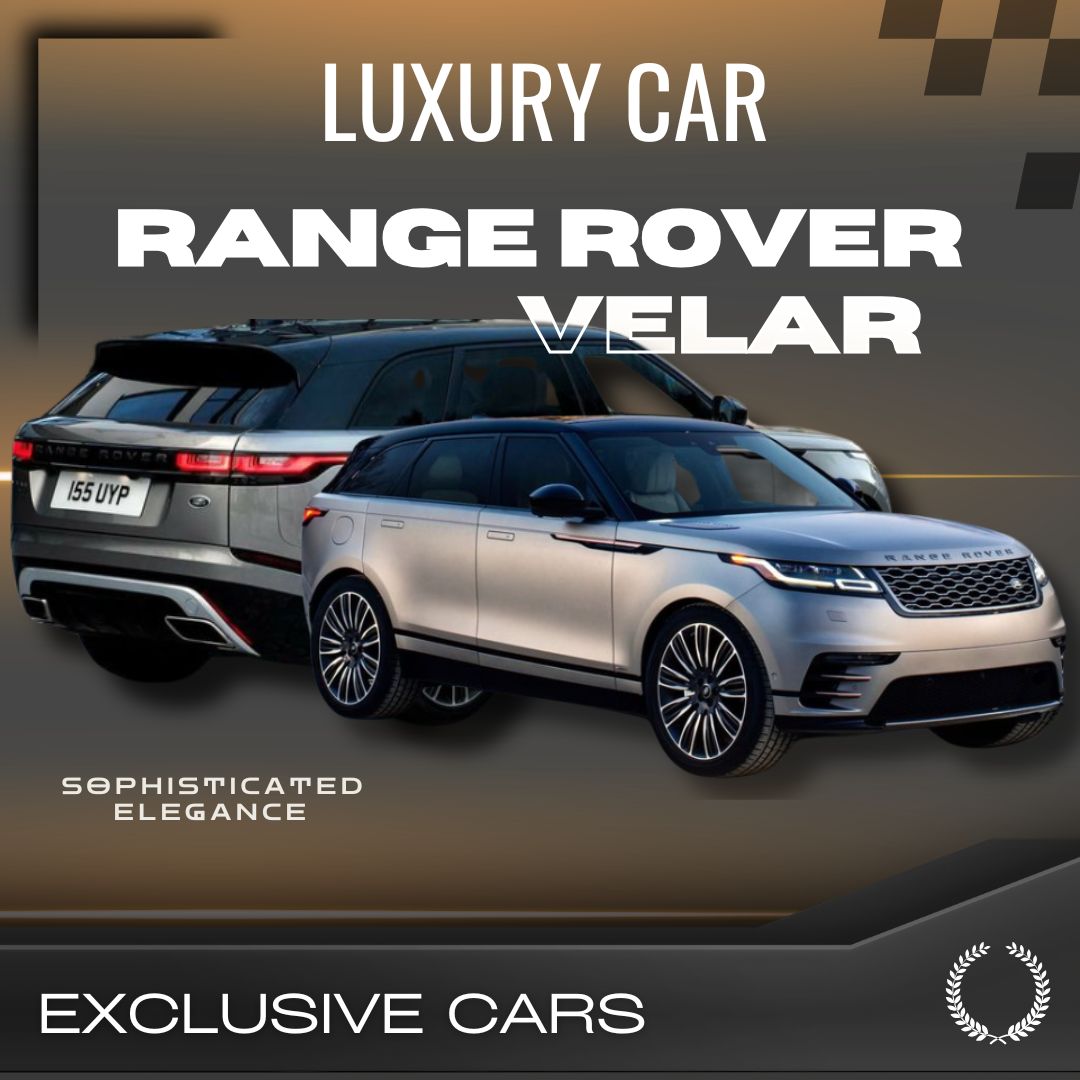 LUXURY CAR
RANGE ROVER
VELAR
RANGE ROVER
155 UYP
RANGE ROVER
SOPHISTICATED
ELEGANCE
EXCLUSIVE CARS